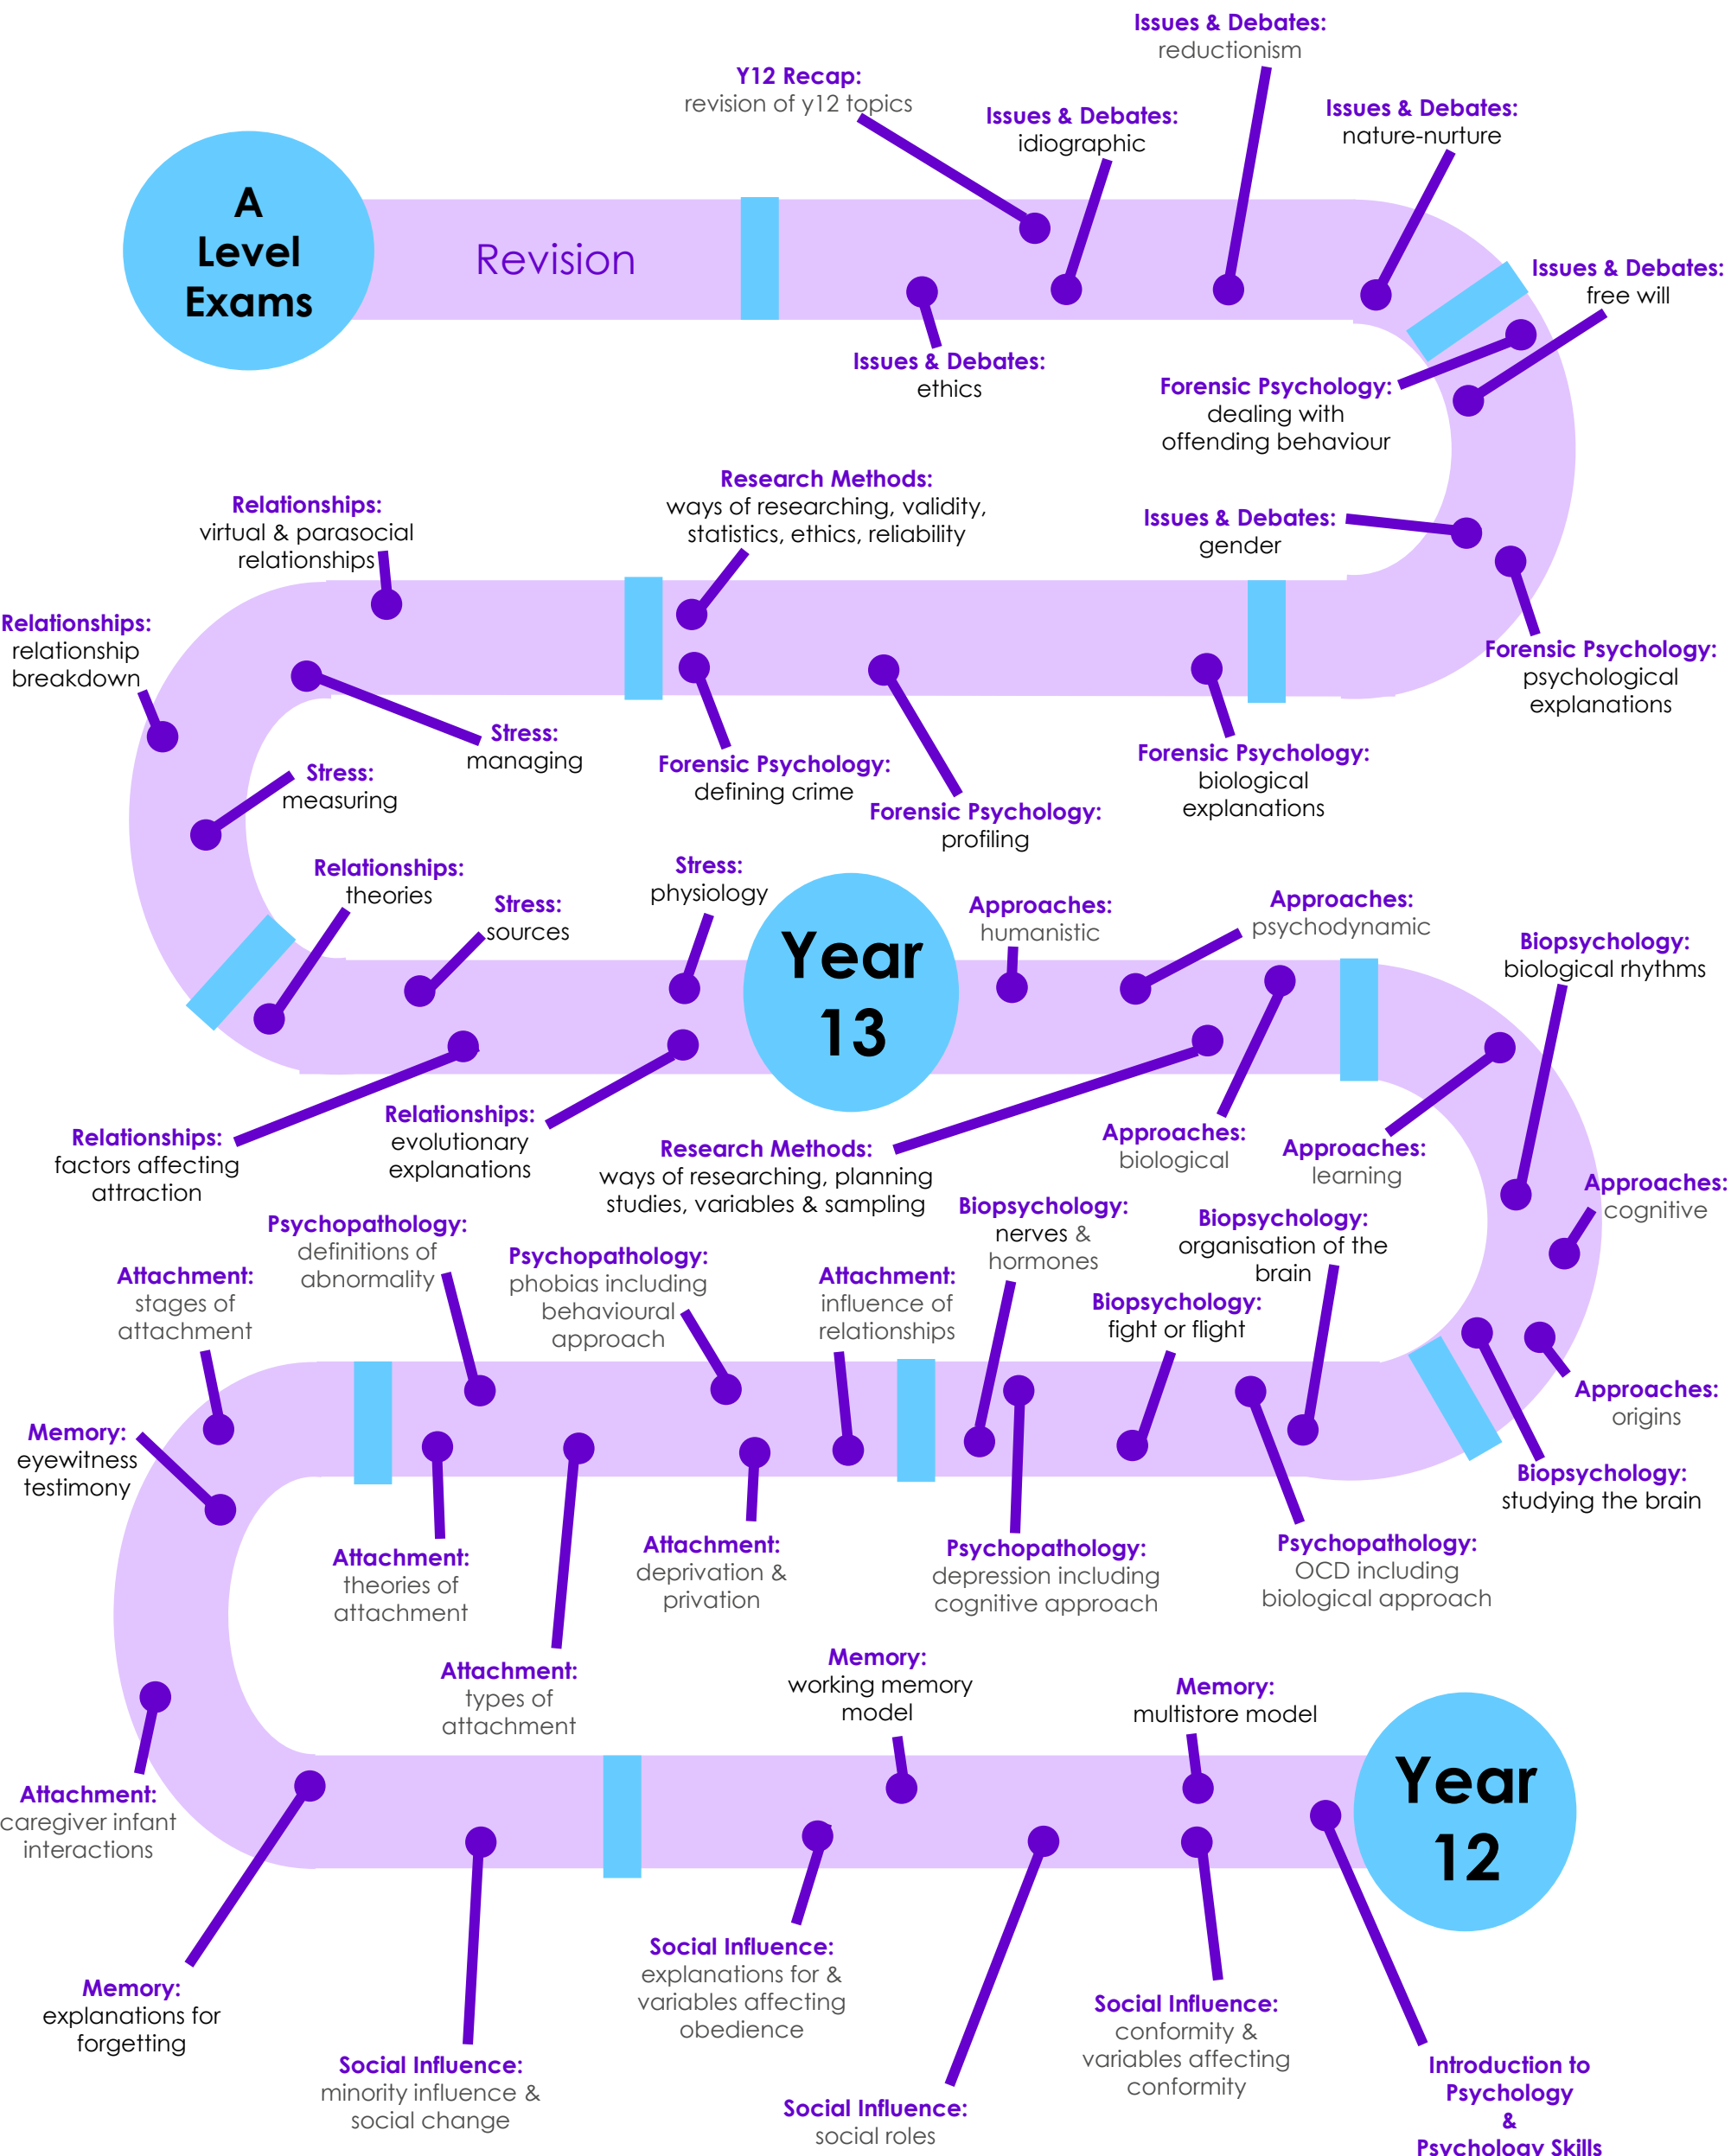 Issues & Debates:
reductionism
Y12 Recap:
revision of y12 topics
Issues & Debates:
idiographic
Issues & Debates:
nature-nurture
A
Level
Exams
Revision
Issues & Debates:
free will
Issues & Debates:
ethics
Forensic Psychology:
dealing with
offending behaviour
Relationships:
virtual & parasocial
relationships
Research Methods:
ways of researching, validity,
statistics, ethics, reliability
Issues & Debates:
gender
Relationships:
relationship
breakdown
Forensic Psychology:
psychological
explanations
Stress:
managing
Stress:
measuring
Forensic Psychology:
defining crime
Forensic Psychology:
profiling
Forensic Psychology:
biological
explanations
Relationships:
theories
Stress:
sources
Stress:
physiology
Year
13
Approaches:
humanistic
Approaches:
psychodynamic
Biopsychology:
biological rhythms
Relationships:
factors affecting
attraction
Relationships:
evolutionary
explanations
Research Methods:
ways of researching, planning
studies, variables & sampling
Approaches:
biological
Approaches:
learning
Approaches:
cognitive
Psychopathology:
definitions of
abnormality
Attachment:
stages of
attachment
Psychopathology:
phobias including
behavioural
approach
Attachment:
influence of
relationships
Biopsychology:
nerves &
hormones
Biopsychology:
organisation of the
brain
Biopsychology:
fight or flight
Approaches:
origins
Memory:
eyewitness
testimony
Biopsychology:
studying the brain
Attachment:
theories of
attachment
Attachment:
deprivation &
privation
Psychopathology:
depression including
cognitive approach
Psychopathology:
OCD including
biological approach
Attachment:
types of
attachment
Memory:
working memory
model
Memory:
multistore model
Year
12
Attachment:
caregiver infant
interactions
Memory:
explanations for
forgetting
Social Influence:
minority influence &
social change
Social Influence:
explanations for &
variables affecting
obedience
Social Influence:
social roles
Social Influence:
conformity &
variables affecting
conformity
Introduction to
Psychology
&
Psychology Skills